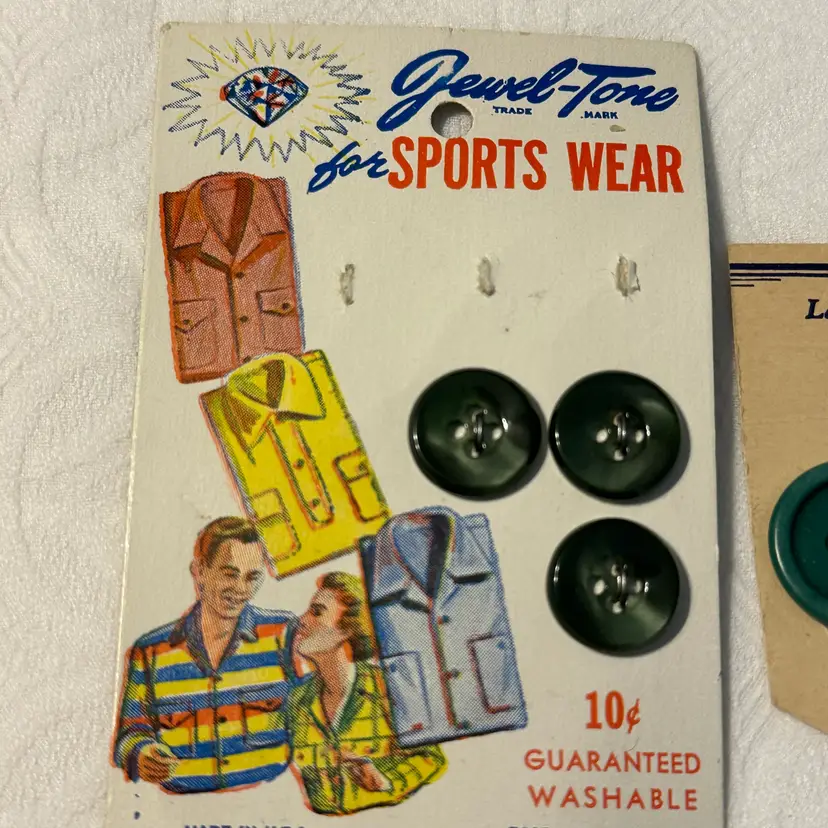 Jewel-Tone
TRADE MARK
for SPORTS WEAR
10¢
GUARANTEED
WASHABLE